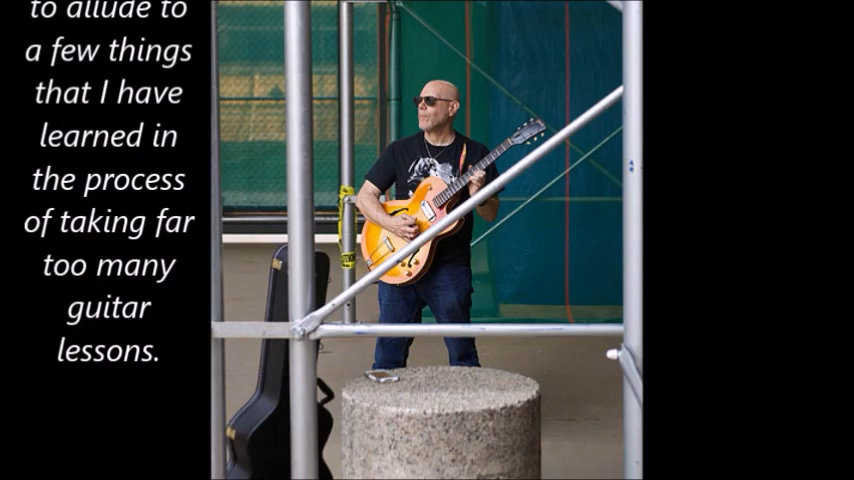 to allude to
a few things
that I have
learned in
the process
of taking far
too many
guitar
lessons.